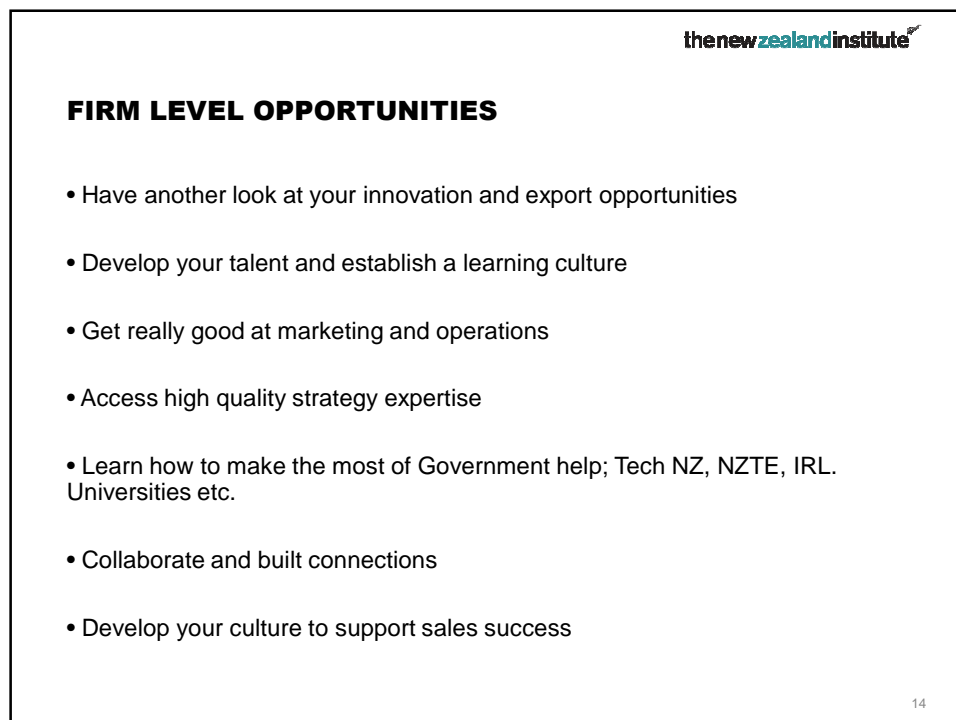 thenewzealandinstitute
FIRM LEVEL OPPORTUNITIES
• Have another look at your innovation and export opportunities
• Develop your talent and establish a learning culture
• Get really good at marketing and operations
• Access high quality strategy expertise
• Learn how to make the most of Government help; Tech NZ, NZTE, IRL.
Universities etc.
• Collaborate and built connections
• Develop your culture to support sales success
14